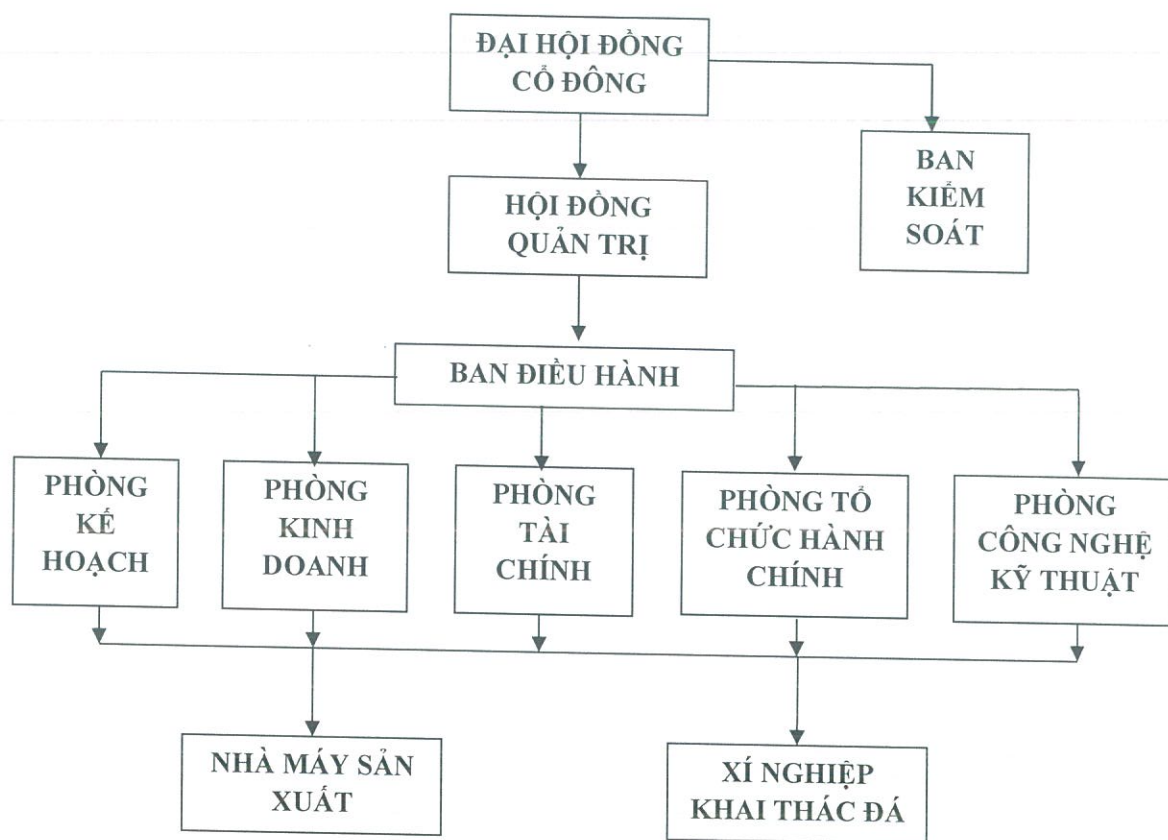 ĐẠI HỘI ĐỒNG
CỔ ĐÔNG
BAN
KIỂM
SOÁT
HỘI ĐỒNG
QUẢN TRỊ
BAN ĐIỀU HÀNH
PHÒNG
KẾ
HOẠCH
PHÒNG
KINH
DOANH
PHÒNG
TÀI
CHÍNH
PHÒNG TỔ
CHỨC HÀNH
CHÍNH
PHÒNG
CÔNG NGHỆ
KỸ THUẬT
NHÀ MÁY SẢN
XUẤT
XÍ NGHIỆP
KHAI THÁC ĐÁ